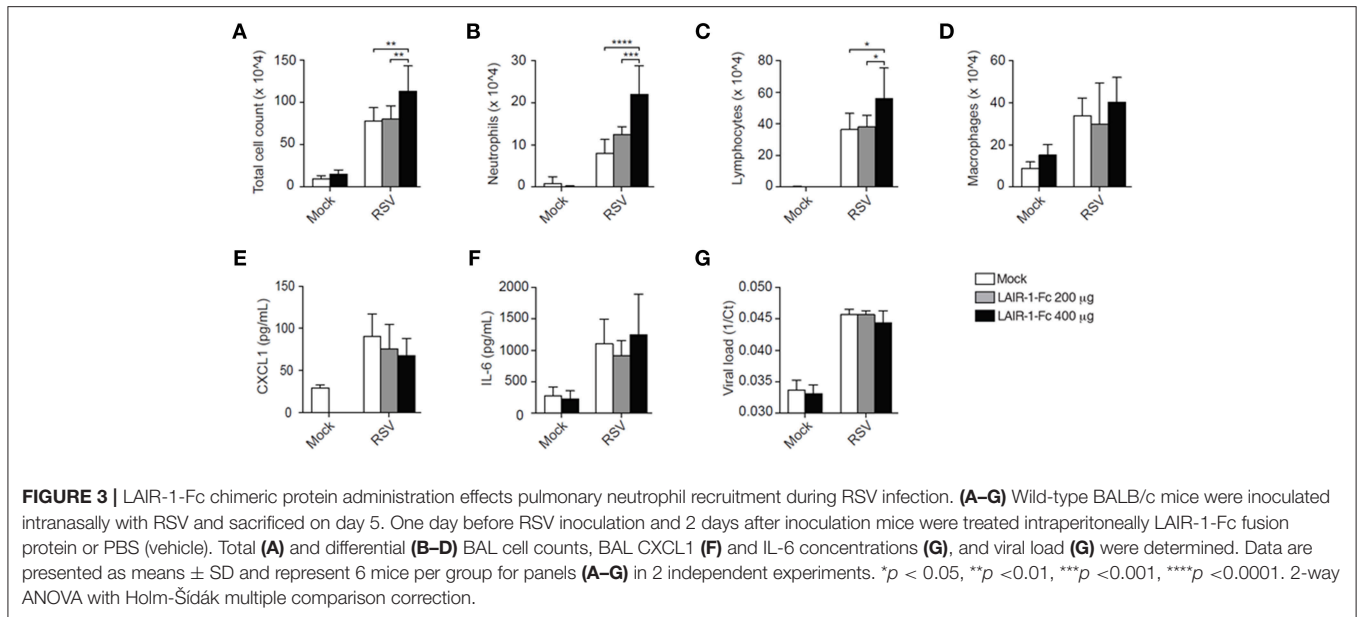 A
B
C
D
** 
**
150
100
50
0
Total cell count (x 10^4)
Mock
RSV
****
***
30
20
10
0
Neutrophils (x 10^4)
Mock
RSV
*
*
80
60
40
20
0
Lymphocytes (x 10^4)
Mock
RSV
60
40
20
0
Macrophages (x 10^4)
Mock
RSV
E
F
G
150
100
50
0
CXCL1 (pg/mL)
Mock
RSV
2000
1500
1000
500
0
IL-6 (pg/mL)
Mock
RSV
0.050
0.045
0.040
0.035
0.030
Viral load (1/Ct)
Mock
RSV
Mock
LAIR-1-Fc 200 µg
LAIR-1-Fc 400 µg
FIGURE 3 | LAIR-1-Fc chimeric protein administration effects pulmonary neutrophil recruitment during RSV infection. (A–G) Wild-type BALB/c mice were inoculated
intranasally with RSV and sacrificed on day 5. One day before RSV inoculation and 2 days after inoculation mice were treated intraperitoneally LAIR-1-Fc fusion
protein or PBS (vehicle). Total (A) and differential (B–D) BAL cell counts, BAL CXCL1 (F) and IL-6 concentrations (G), and viral load (G) were determined. Data are
presented as means ± SD and represent 6 mice per group for panels (A–G) in 2 independent experiments. *p < 0.05, **p <0.01, ***p <0.001, ****p <0.0001. 2-way
ANOVA with Holm-Šídák multiple comparison correction.